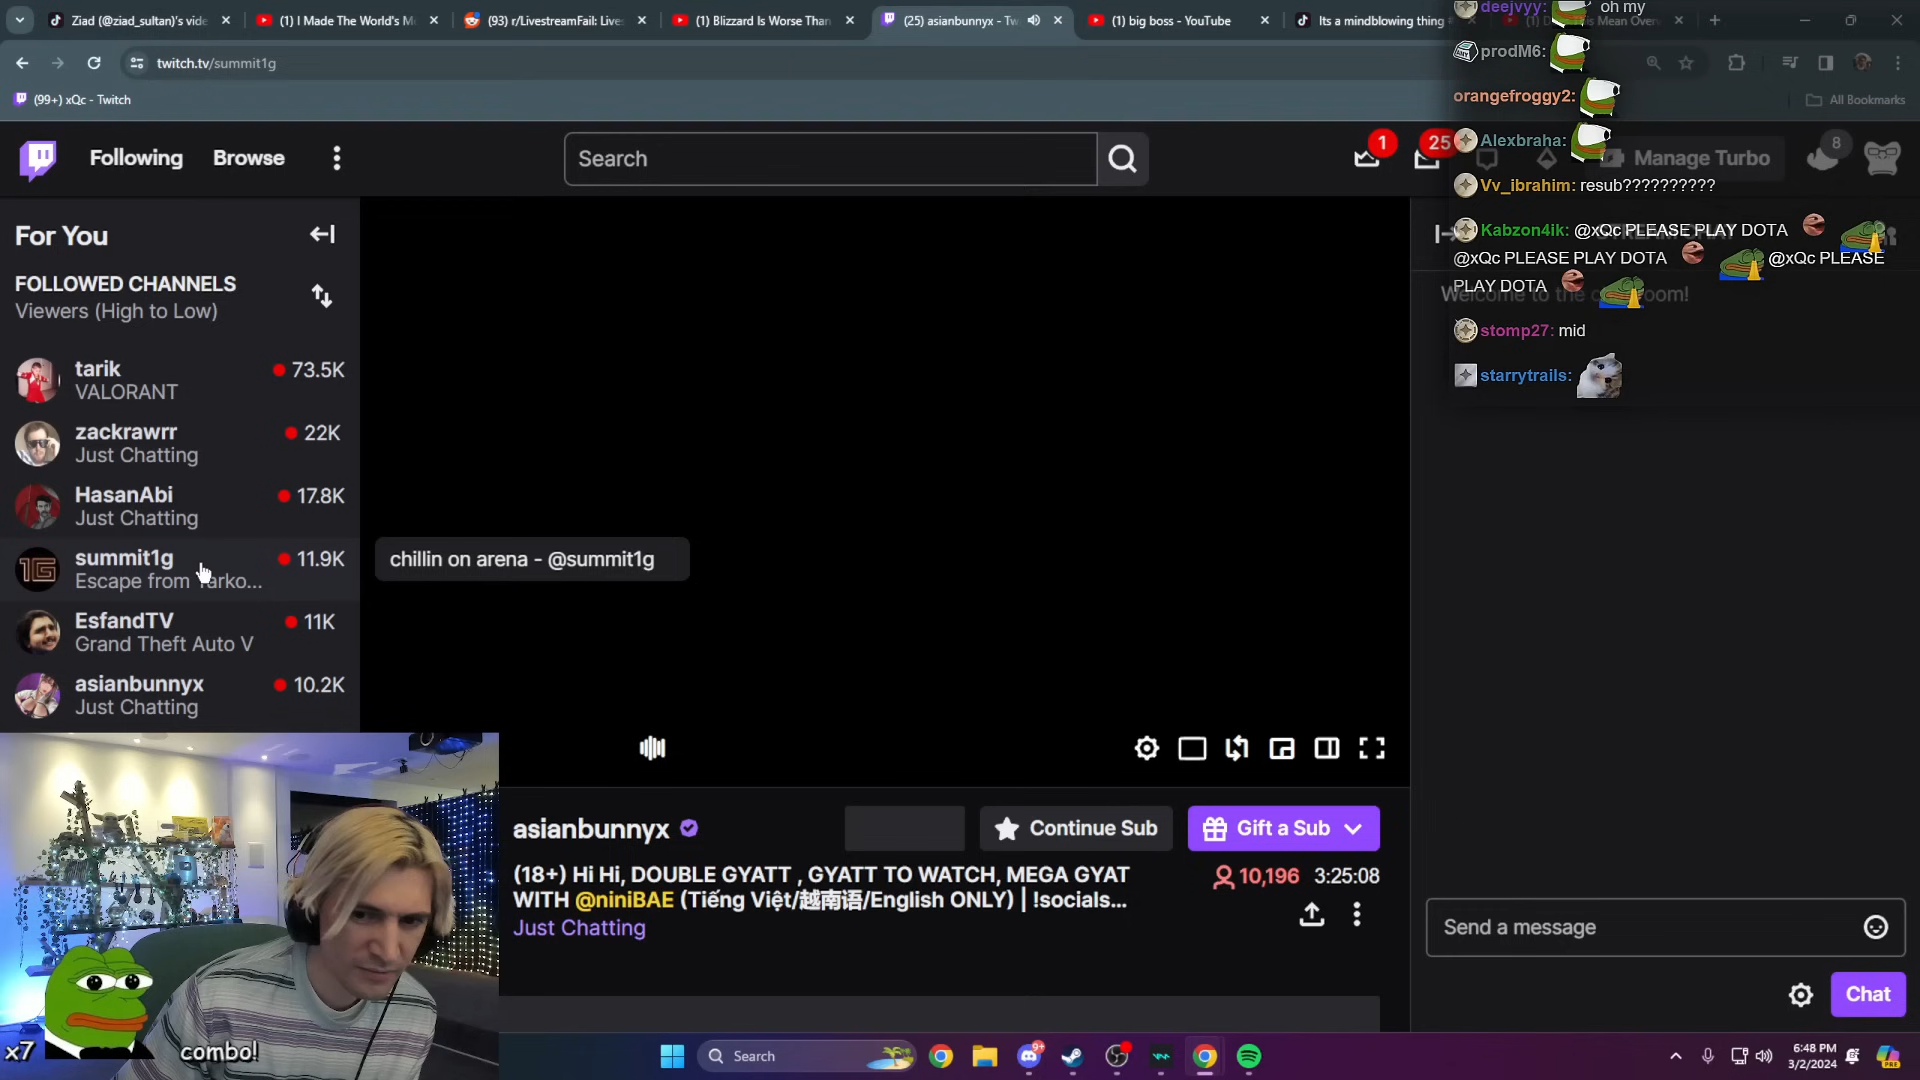 Ziad (@ziad_sultan)'s vide
(1) I Made The World's M
(93) r/LivestreamFail: Live
(1) Blizzard Is Worse Than
(25) asianbunnyx - Tw
(1) big boss - YouTube
Its a mindblowing thing
twitch.tv/summit1g
(99+) xQc - Twitch
All Bookmarks
Following
Browse
Search
1
25
Manage Turbo
8
For You
FOLLOWED CHANNELS
Viewers (High to Low)
tarik
73.5K
VALORANT
zackrawrr
22K
Just Chatting
HasanAbi
17.8K
Just Chatting
summit1g
11.9K
Escape from Tarko...
EsfandTV
11K
Grand Theft Auto V
asianbunnyx
10.2K
Just Chatting
chillin on arena - @summit1g
deejvyy: oh my
prodM6:
orangefroggy2:
Alexbraha:
Vv_ibrahim: resub??????????
Kabzon4ik: @xQc PLEASE PLAY DOTA
@xQc PLEASE PLAY DOTA @xQc PLEASE
PLAY DOTA
Welcome to the room!
stomp27: mid
starrytrails:
asianbunnyx
Continue Sub
Gift a Sub
(18+) Hi Hi, DOUBLE GYATT , GYATT TO WATCH, MEGA GYAT
WITH @niniBAE (Tiếng Việt/越南语/English ONLY) | !socials...
10,196 3:25:08
Just Chatting
Send a message
Chat
1G
x7
combo!
Search
9+
6:48 PM
3/2/2024
PRE